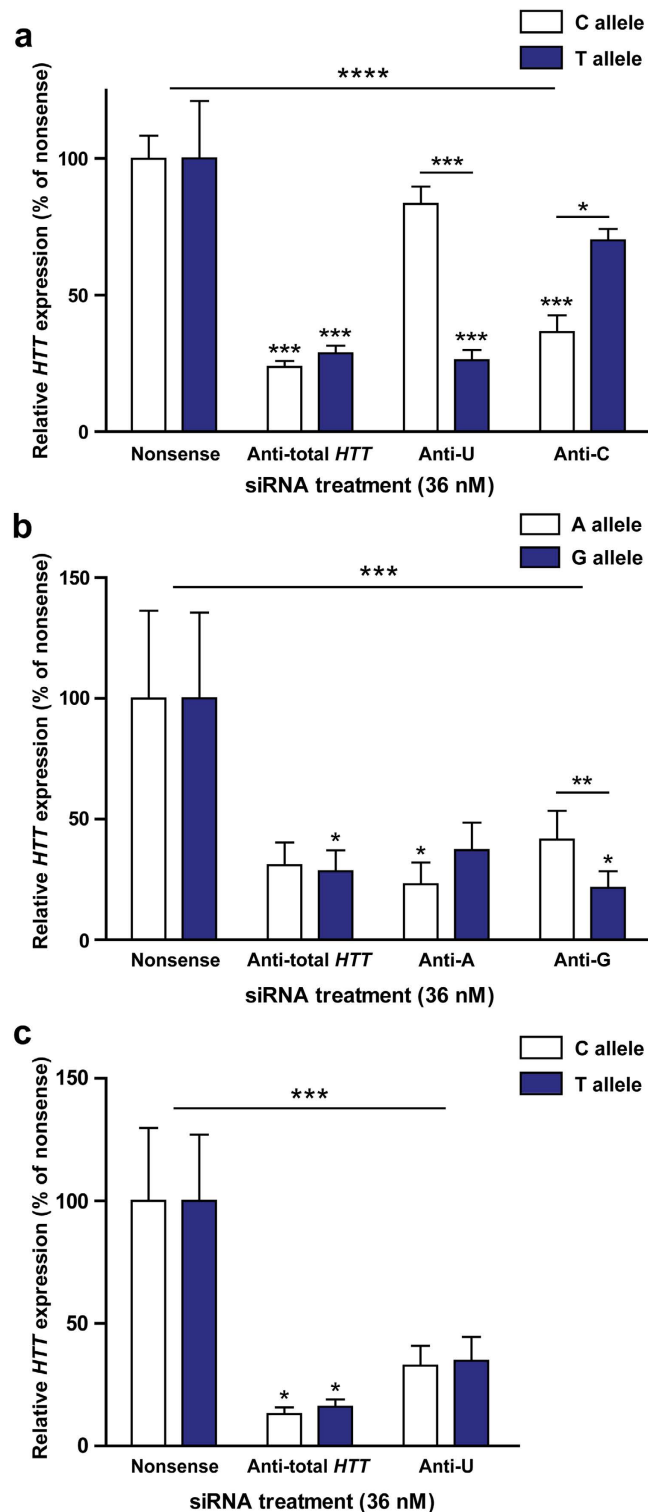 a
C allele
T allele
Relative HTT expression (% of nonsense)
100
50
0
****
***
*
*** *** *** ***
Nonsense Anti-total HTT Anti-U Anti-C
siRNA treatment (36 nM)
b
A allele
G allele
Relative HTT expression (% of nonsense)
150
100
50
0
***
**
* * *
Nonsense Anti-total HTT Anti-A Anti-G
siRNA treatment (36 nM)
c
C allele
T allele
Relative HTT expression (% of nonsense)
150
100
50
0
***
* *
Nonsense Anti-total HTT Anti-U
siRNA treatment (36 nM)